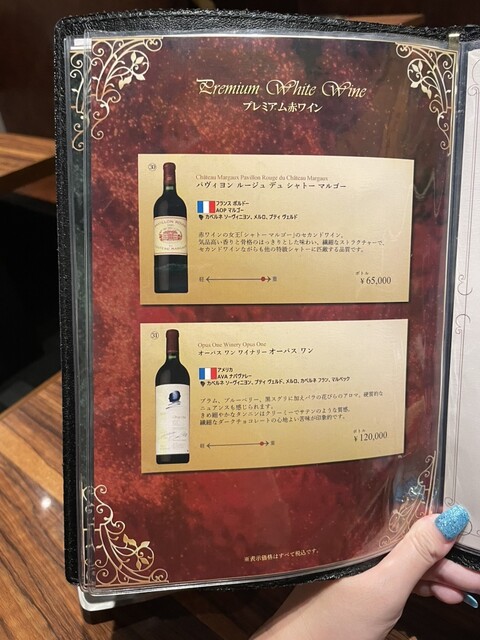 Premium White Wine
プレミアム赤ワイン
㉚
Château Margaux Pavillon Rouge du Château Margaux
パヴィヨン ルージュ デュ シャトー マルゴー
フランス ボルドー
AOP マルゴー
カベルネ ソーヴィニヨン、メルロ、プティ ヴェルド
赤ワインの女王「シャトー マルゴー」のセカンドワイン。
気品高い香りと骨格のはっきりとした味わい、繊細なストラクチャーで、
セカンドワインながらも他の特級シャトーに匹敵する品質です。
軽
重
ボトル
¥65,000
㉛
Opus One Winery Opus One
オーパス ワン ワイナリー オーパス ワン
アメリカ
AVA ナパヴァレー
カベルネ ソーヴィニヨン、プティ ヴェルド、メルロ、カベルネ フラン、マルベック
プラム、ブルーベリー、黒スグリに加えバラの花びらのアロマ、硬質的な
ニュアンスも感じられます。
きめ細やかなタンニンはクリーミーでサテンのような質感。
繊細なダークチョコレートの心地よい苦味が印象的です。
軽
重
ボトル
¥120,000
※表示価格はすべて税込です。